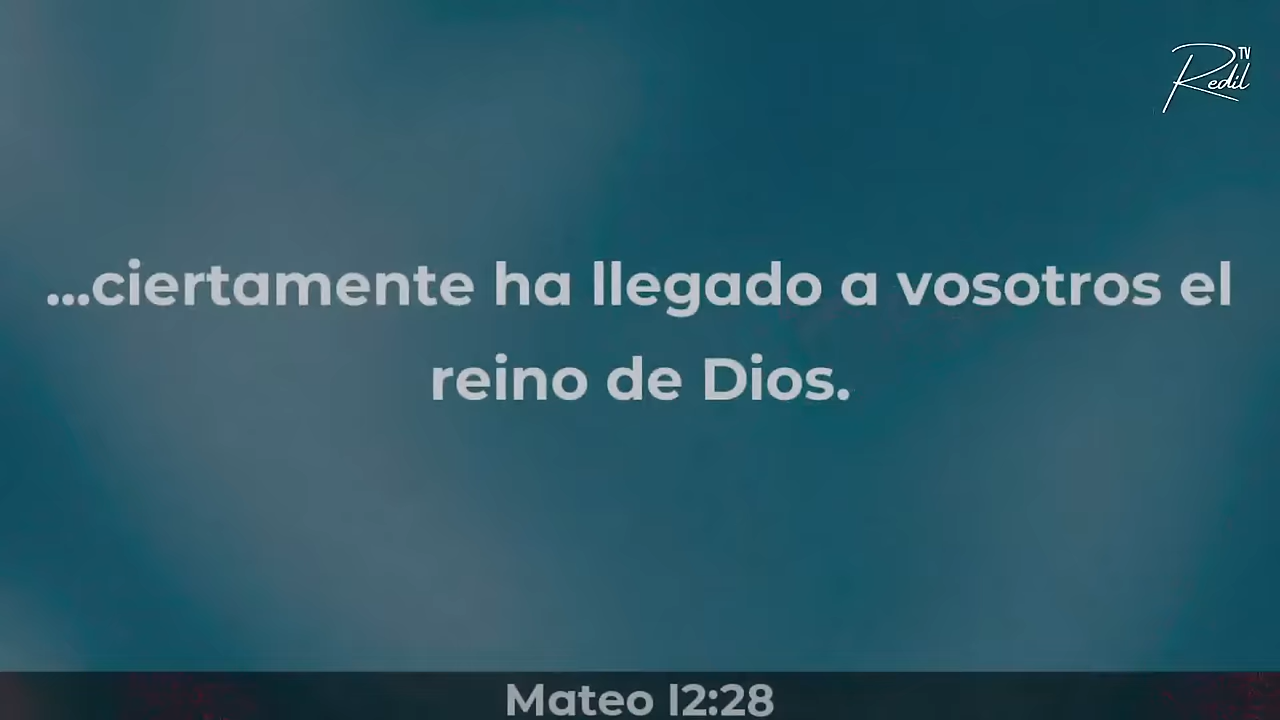 TV
Redil
...ciertamente ha llegado a vosotros el
reino de Dios.
Mateo 12:28